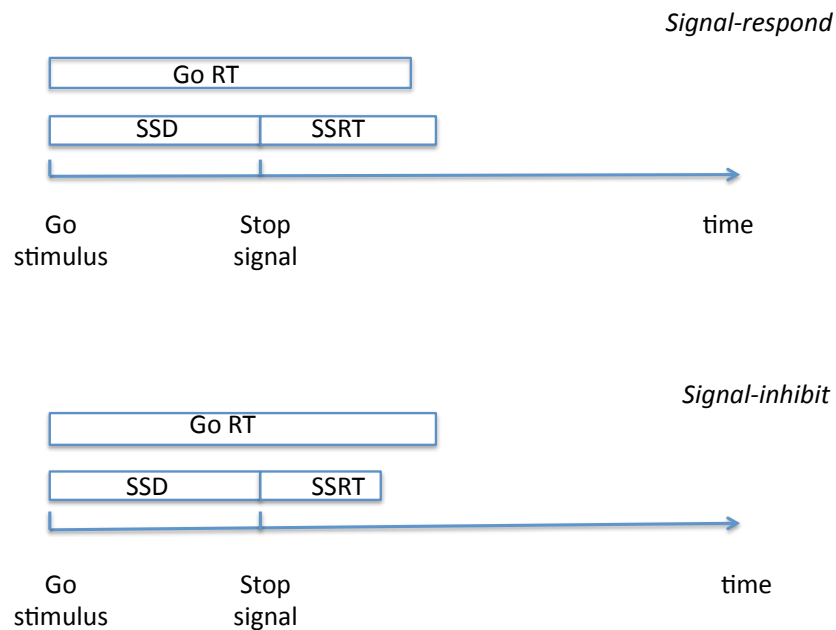 Signal-respond
Go RT
SSD SSRT
Go Stop time
stimulus signal
Signal-inhibit
Go RT
SSD SSRT
Go Stop time
stimulus signal